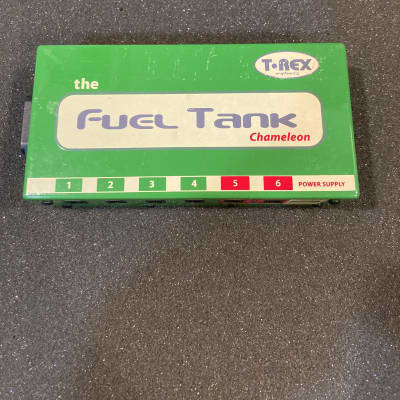 T·REX
engineering
the
Fuel Tank
Chameleon
1 2 3 4 5 6 POWER SUPPLY